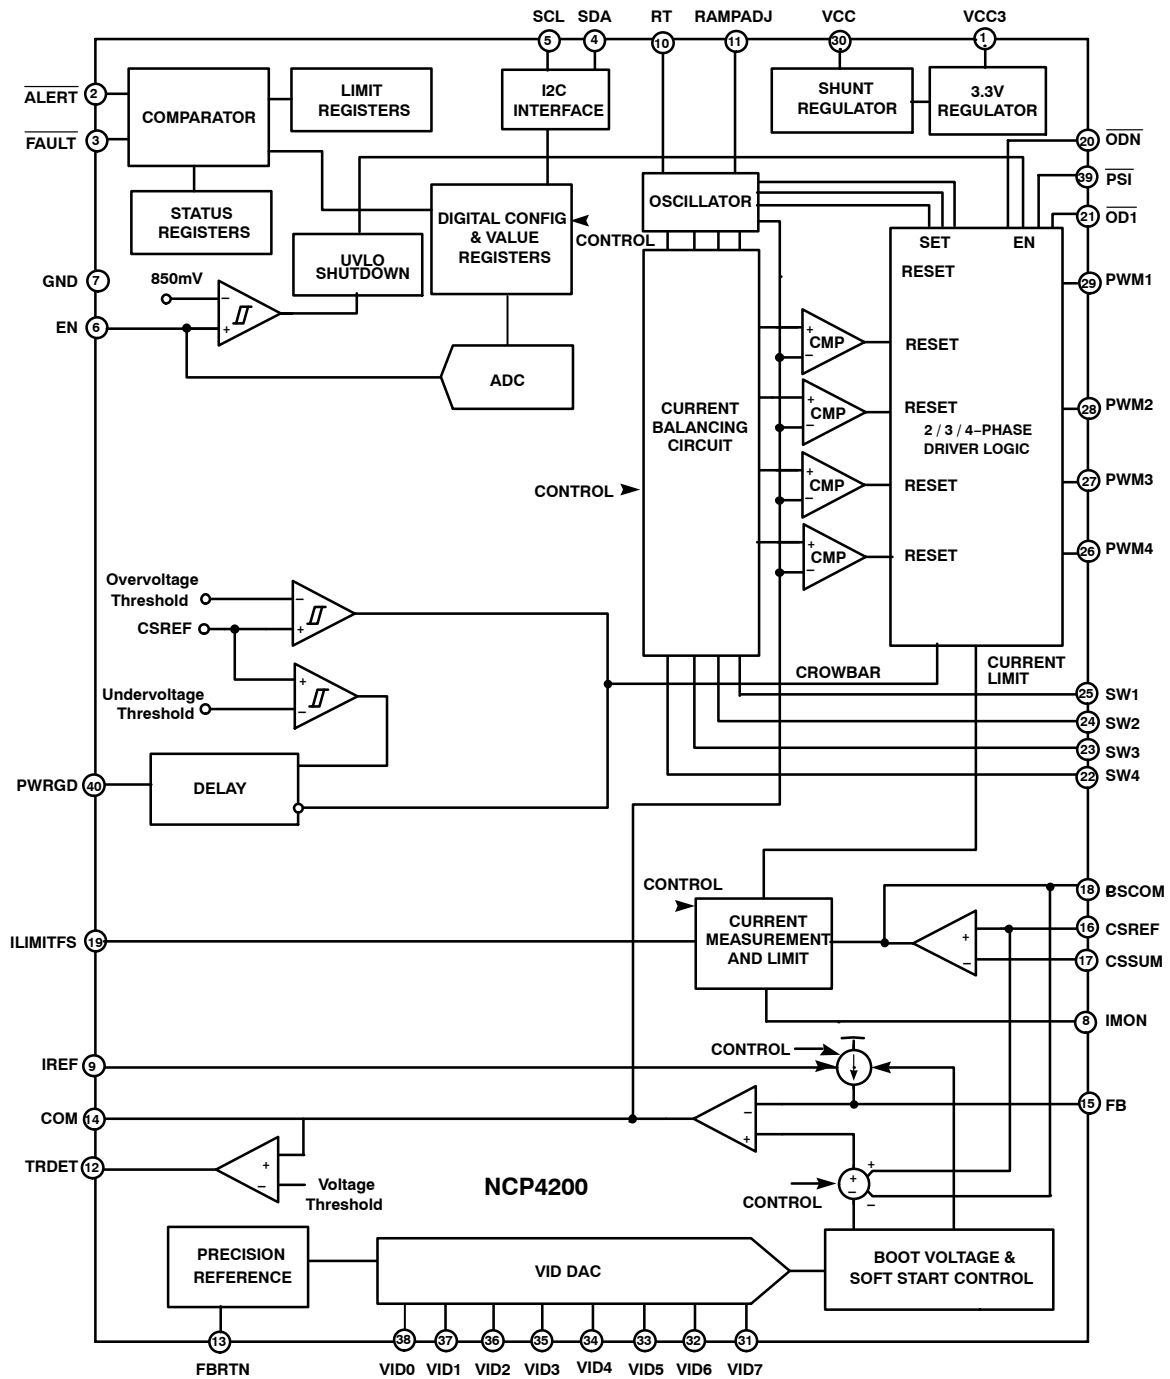 SCL SDA RT RAMPADJ VCC VCC3
5 4 10 11 30 1
ALERT 2
FAULT 3
COMPARATOR
LIMIT
REGISTERS
I2C
INTERFACE
SHUNT
REGULATOR
3.3V
REGULATOR
20 ODN
39 PSI
21 OD1
STATUS
REGISTERS
UVLO
SHUTDOWN
DIGITAL CONFIG
& VALUE
REGISTERS
CONTROL
OSCILLATOR
SET EN
RESET
GND 7
850mV
EN 6
–
+
ADC
29 PWM1
+
CMP
–
RESET
+
CMP
–
RESET
28 PWM2
CURRENT
BALANCING
CIRCUIT
2 / 3 / 4–PHASE
DRIVER LOGIC
CONTROL
+
CMP
–
RESET
27 PWM3
+
CMP
–
RESET
26 PWM4
Overvoltage
Threshold
–
+
CSREF
Undervoltage
Threshold
+
–
CROWBAR
CURRENT
LIMIT
25 SW1
24 SW2
23 SW3
22 SW4
PWRGD 40
DELAY
CONTROL
18
CSREF
16
+
–
17 CSSUM
ILIMITFS 19
CURRENT
MEASUREMENT
AND LIMIT
8 IMON
IREF 9
CONTROL
COM 14
–
+
15 FB
TRDET 12
+
–
Voltage
Threshold
NCP4200
CONTROL
+
–
+
–
PRECISION
REFERENCE
VID DAC
BOOT VOLTAGE &
SOFT START CONTROL
13 38 37 36 35 34 33 32 31
FBRTN VID0 VID1 VID2 VID3 VID4 VID5 VID6 VID7